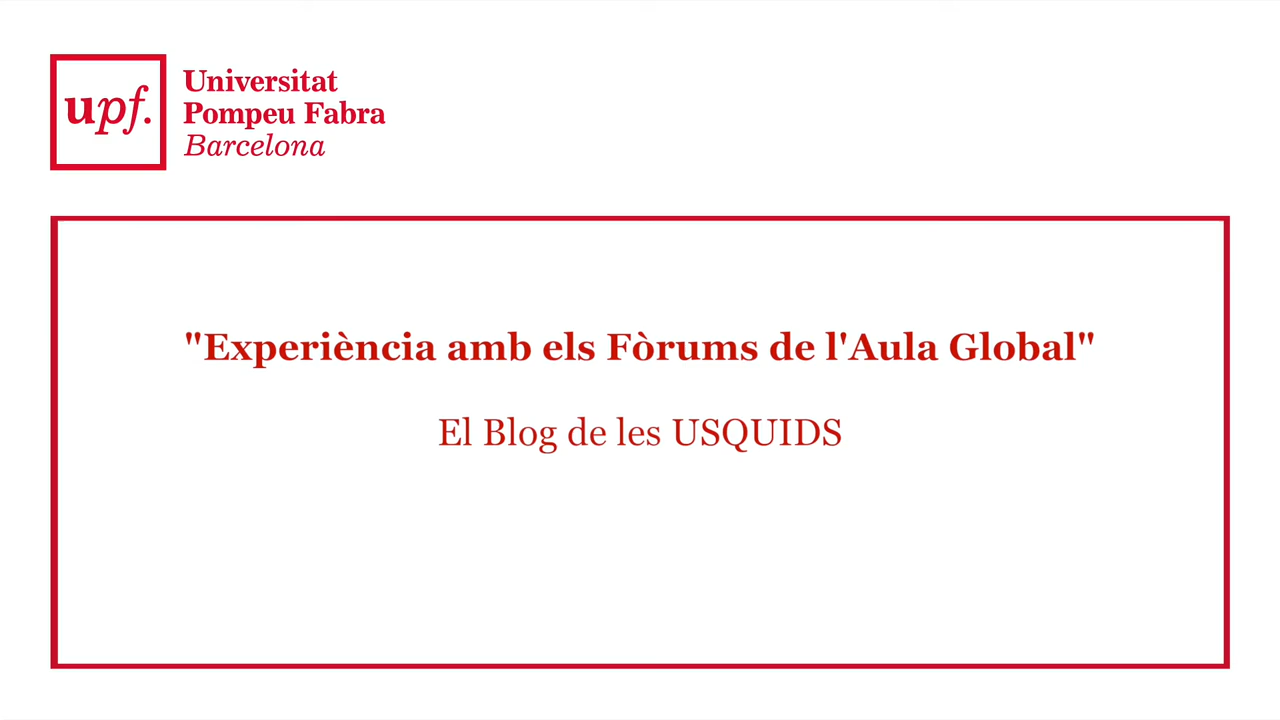 upf.
Universitat
Pompeu Fabra
Barcelona
"Experiència amb els Fòrums de l'Aula Global"
El Blog de les USQUIDS